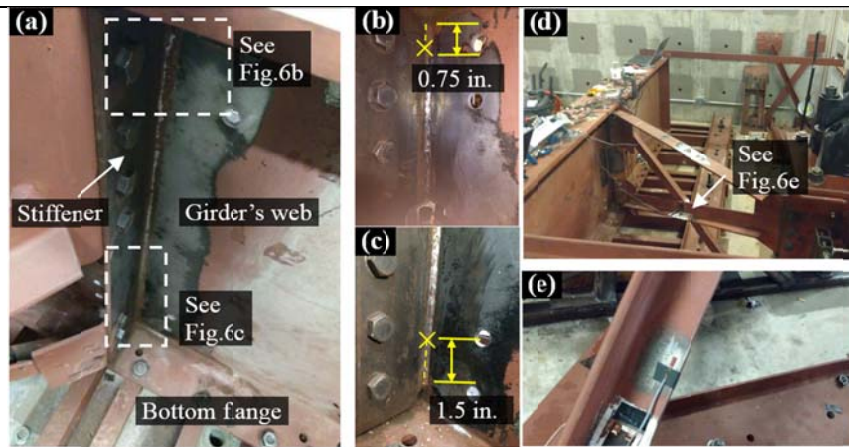 (a)
See
Fig.6b
Stiffener
Girder's web
See
Fig.6c
Bottom flange
(b)
0.75 in.
(c)
1.5 in.
(d)
See
Fig.6e
(e)